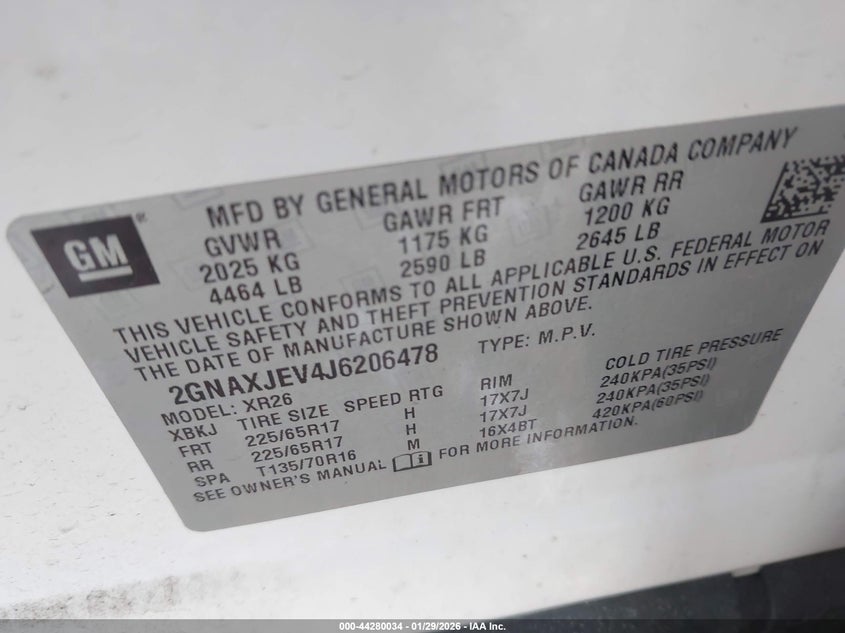 GM®
MFD BY GENERAL MOTORS OF CANADA COMPANY
GVWR GAWR FRT GAWR RR
2025 KG 1175 KG 1200 KG
4464 LB 2590 LB 2645 LB
THIS VEHICLE CONFORMS TO ALL APPLICABLE U.S. FEDERAL MOTOR
VEHICLE SAFETY AND THEFT PREVENTION STANDARDS IN EFFECT ON
THE DATE OF MANUFACTURE SHOWN ABOVE.
2GNAXJEV4J6206478 TYPE: M.P.V.
MODEL: XR26
XBKJ TIRE SIZE SPEED RTG RIM COLD TIRE PRESSURE
FRT 225/65R17 H 17X7J 240KPA(35PSI)
RR 225/65R17 H 17X7J 240KPA(35PSI)
SPA T135/70R16 M 16X4BT 420KPA(60PSI)
SEE OWNER'S MANUAL FOR MORE INFORMATION.
000-44280034 - 01/29/2026 - IAA Inc.